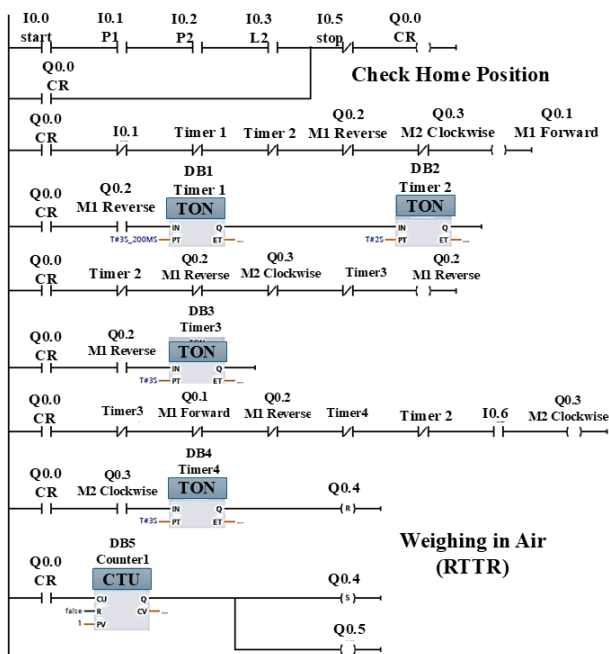 I0.0 I0.1 I0.2 I0.3 I0.5 Q0.0
start P1 P2 L2 stop CR
Check Home Position
Q0.0
CR
Q0.0 Q0.2 Q0.3 Q0.1
CR I0.1 Timer 1 Timer 2 M1 Reverse M2 Clockwise M1 Forward
DB1 DB2
Q0.0 Q0.2 Timer 1 Timer 2
CR M1 Reverse TON TON
IN Q IN Q
T#3S_200MS PT ET ... T#2S PT ET ...
Q0.0 Q0.2 Q0.3 Q0.2
CR Timer 2 M1 Reverse M2 Clockwise Timer3 M1 Reverse
DB3
Q0.0 Q0.2 Timer3
CR M1 Reverse TON
IN Q
T#3S PT ET ...
Q0.0 Q0.1 Q0.2 Q0.3
CR Timer3 M1 Forward M1 Reverse Timer4 Timer 2 I0.6 M2 Clockwise
DB4
Q0.0 Q0.3 Timer4 Q0.4
CR M2 Clockwise TON
IN Q R
T#3S PT ET ...
Weighing in Air
(RTTR)
DB5
Q0.0 Counter1 Q0.4
CR CTU
CU Q S
false R CV ...
1 PV
Q0.5